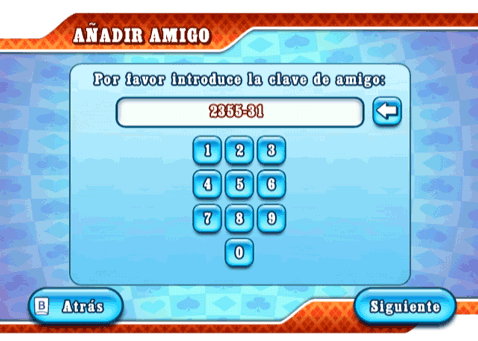 AÑADIR AMIGO
Por favor introduce la clave de amigo:
2355-31
1 2 3
4 5 6
7 8 9
0
B Atrás Siguiente